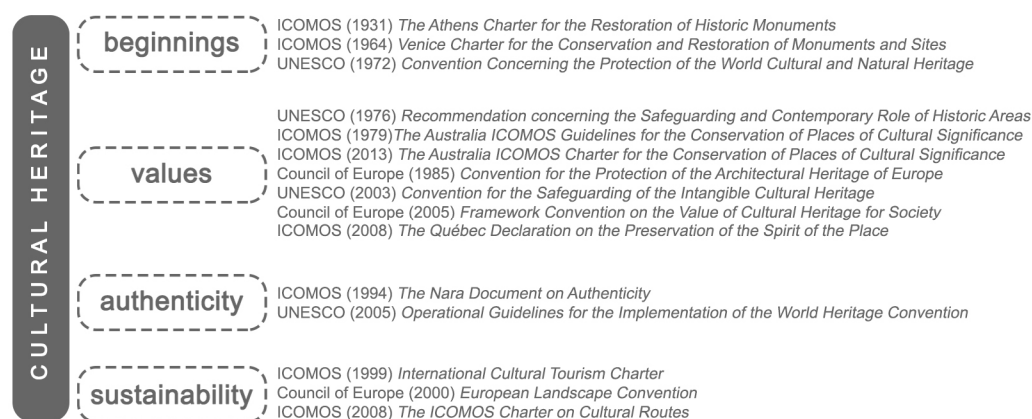 CULTURAL HERITAGE
beginnings
ICOMOS (1931) The Athens Charter for the Restoration of Historic Monuments
ICOMOS (1964) Venice Charter for the Conservation and Restoration of Monuments and Sites
UNESCO (1972) Convention Concerning the Protection of the World Cultural and Natural Heritage
values
UNESCO (1976) Recommendation concerning the Safeguarding and Contemporary Role of Historic Areas
ICOMOS (1979)The Australia ICOMOS Guidelines for the Conservation of Places of Cultural Significance
ICOMOS (2013) The Australia ICOMOS Charter for the Conservation of Places of Cultural Significance
Council of Europe (1985) Convention for the Protection of the Architectural Heritage of Europe
UNESCO (2003) Convention for the Safeguarding of the Intangible Cultural Heritage
Council of Europe (2005) Framework Convention on the Value of Cultural Heritage for Society
ICOMOS (2008) The Québec Declaration on the Preservation of the Spirit of the Place
authenticity
ICOMOS (1994) The Nara Document on Authenticity
UNESCO (2005) Operational Guidelines for the Implementation of the World Heritage Convention
sustainability
ICOMOS (1999) International Cultural Tourism Charter
Council of Europe (2000) European Landscape Convention
ICOMOS (2008) The ICOMOS Charter on Cultural Routes